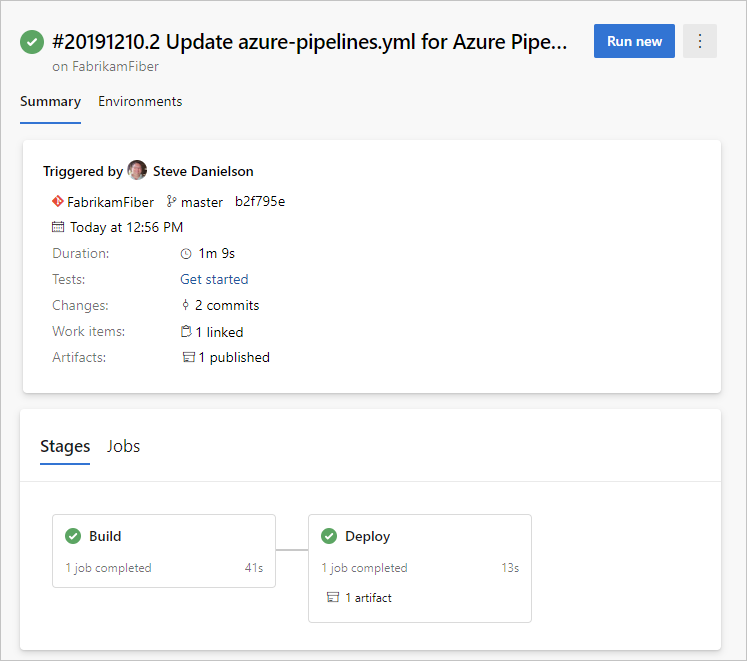 #20191210.2 Update azure-pipelines.yml for Azure Pipe...
Run new
on FabrikamFiber
Summary Environments
Triggered by Steve Danielson
FabrikamFiber master b2f795e
Today at 12:56 PM
Duration: 1m 9s
Tests: Get started
Changes: 2 commits
Work items: 1 linked
Artifacts: 1 published
Stages Jobs
Build
1 job completed 41s
Deploy
1 job completed 13s
1 artifact